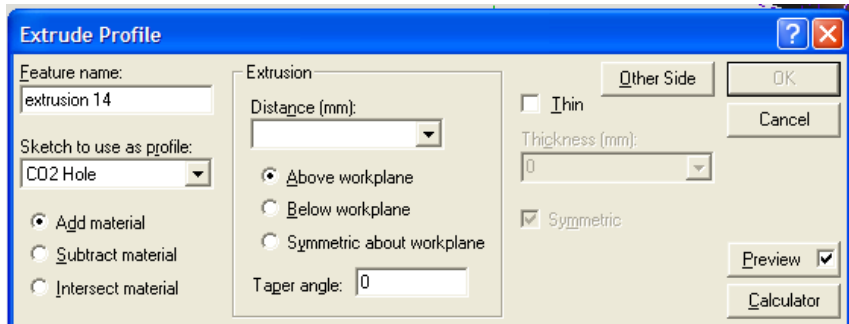 Extrude Profile
Feature name:
extrusion 14
Sketch to use as profile:
CO2 Hole
Add material
Subtract material
Intersect material
Extrusion
Distance (mm):
Above workplane
Below workplane
Symmetric about workplane
Taper angle: 0
Other Side
Thin
Thickness (mm):
0
Symmetric
OK
Cancel
Preview
Calculator